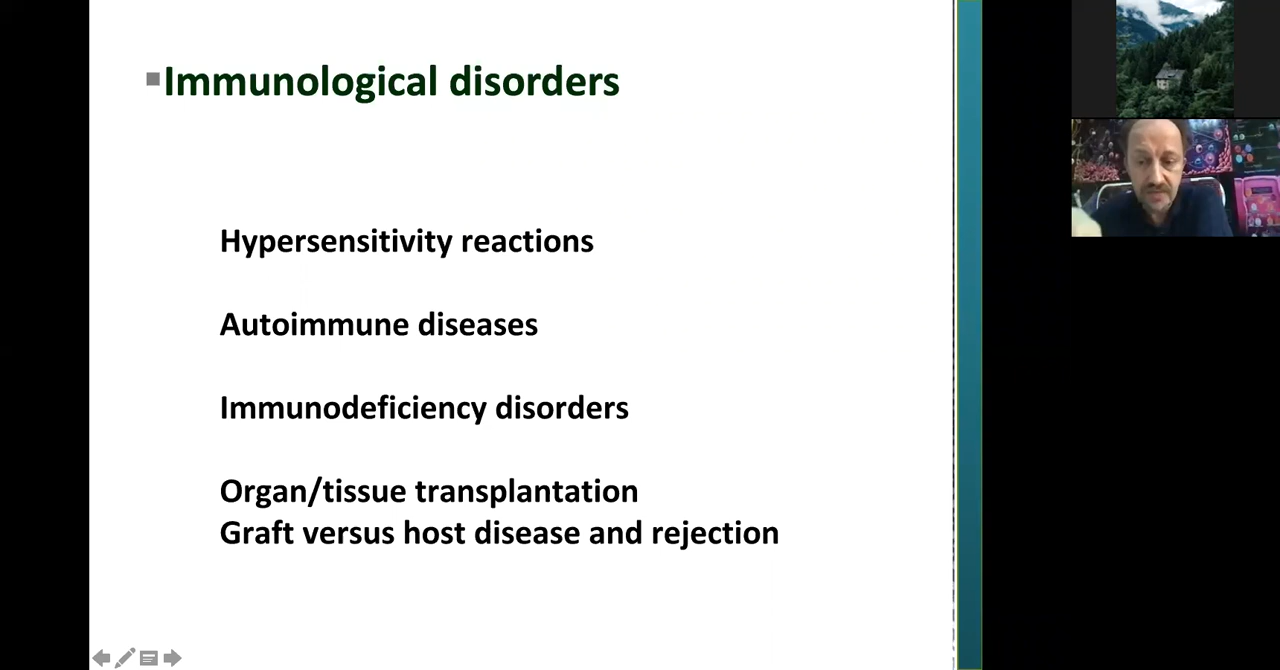 Immunological disorders
Hypersensitivity reactions
Autoimmune diseases
Immunodeficiency disorders
Organ/tissue transplantation
Graft versus host disease and rejection